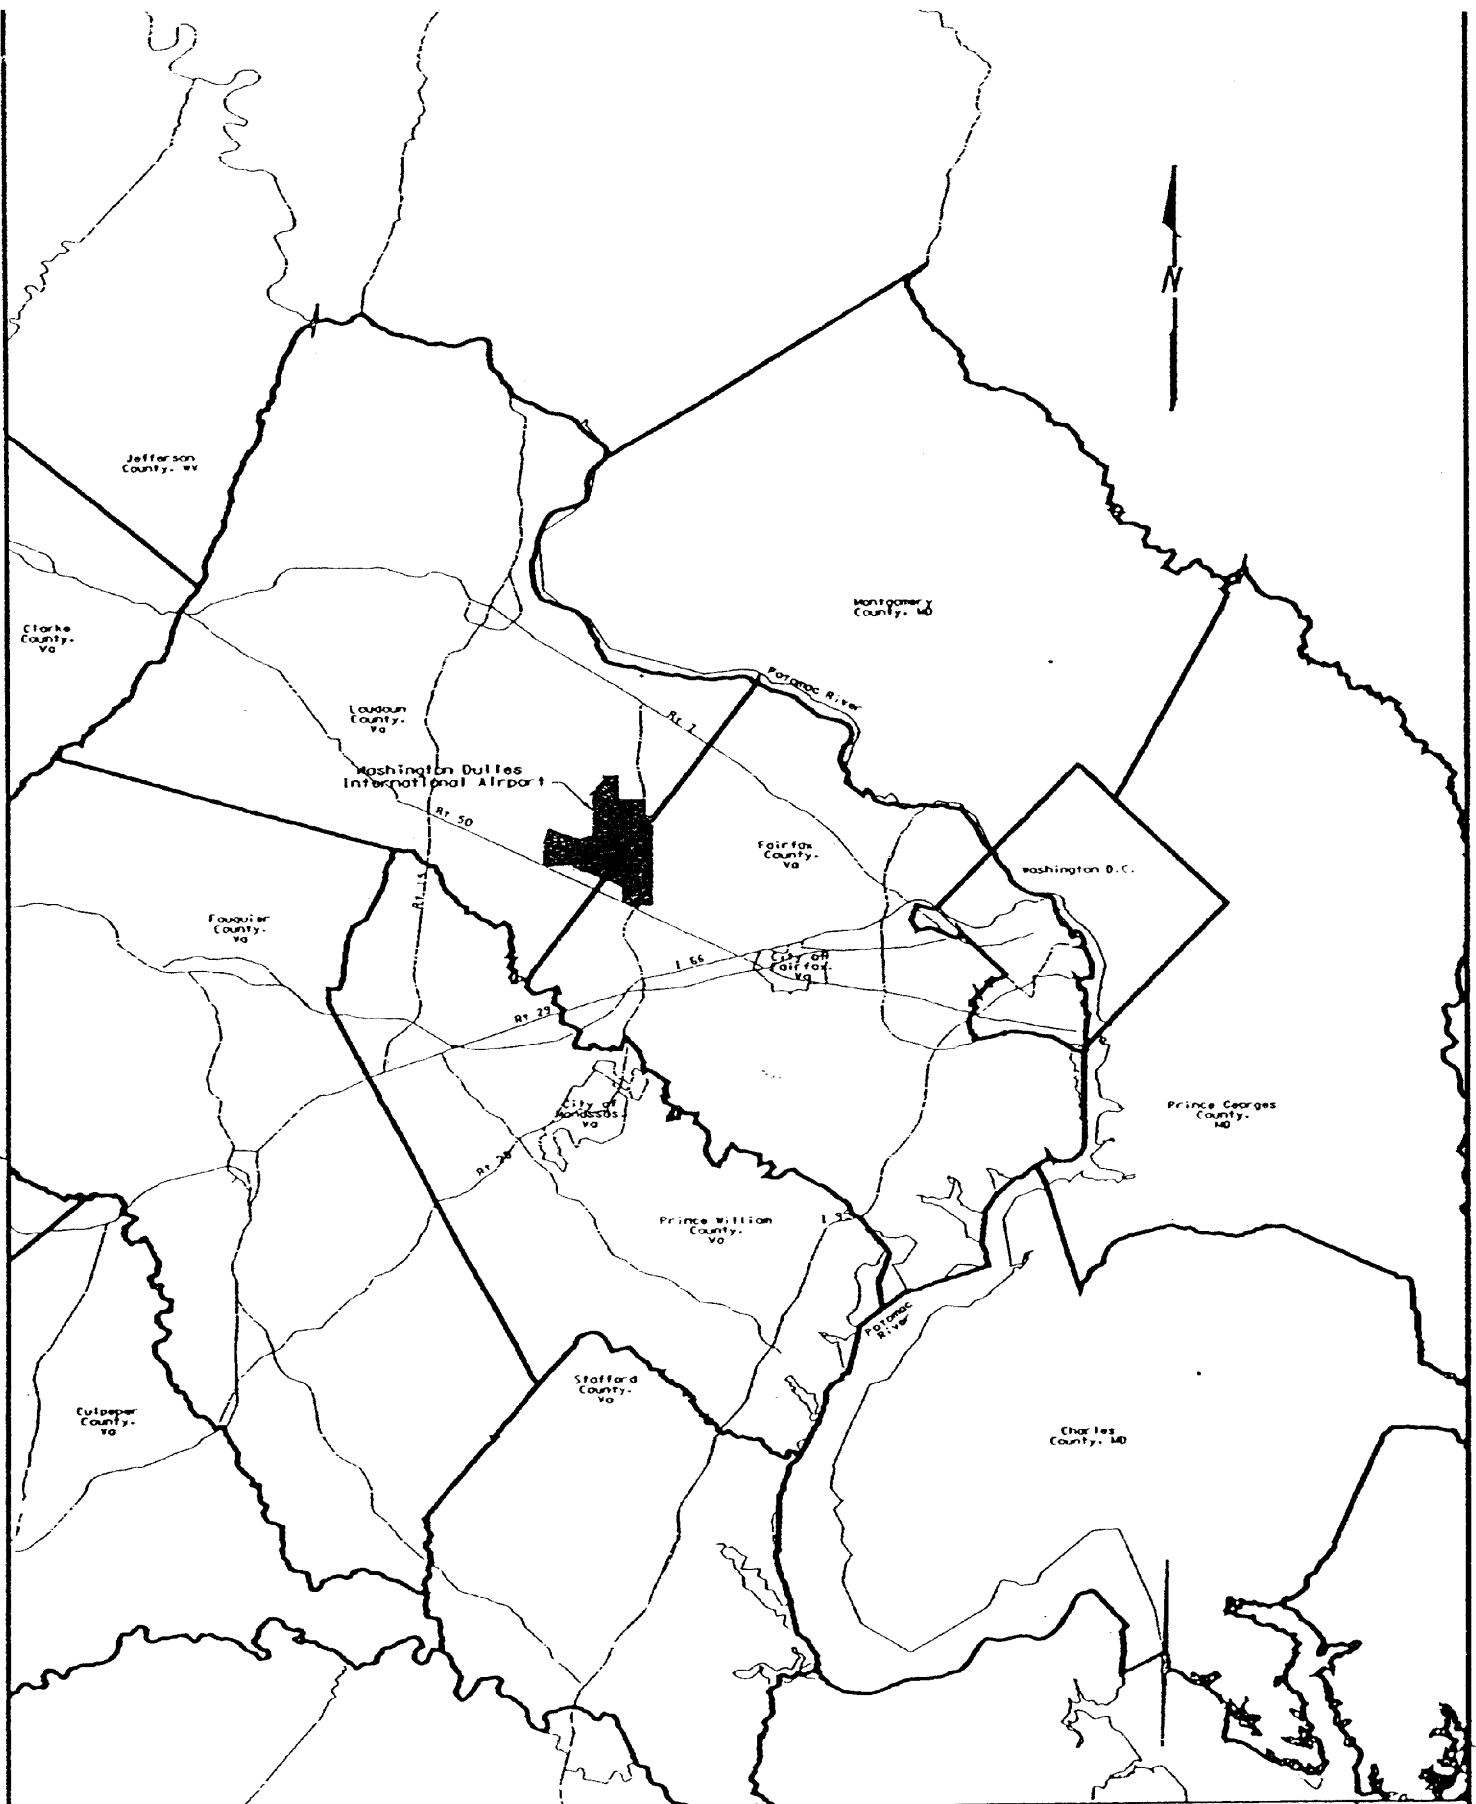 N
Jefferson
County. WV
Montgomery
County. MD
Clarke
County.
Va
Potomac River
Loudoun
County.
Va
Rt 7
Washington Dulles
International Airport
Rt 50
Fairfax
County.
Va
Washington D.C.
Rt 15
Fauquier
County.
Va
I 66
City of
Fairfax.
Va
Rt 29
City of
Manassas.
Va
Prince Georges
County.
MD
Rt 28
Prince William
County.
Va
I 95
Potomac
River
Stafford
County.
Va
Culpeper
County.
Va
Charles
County. MD